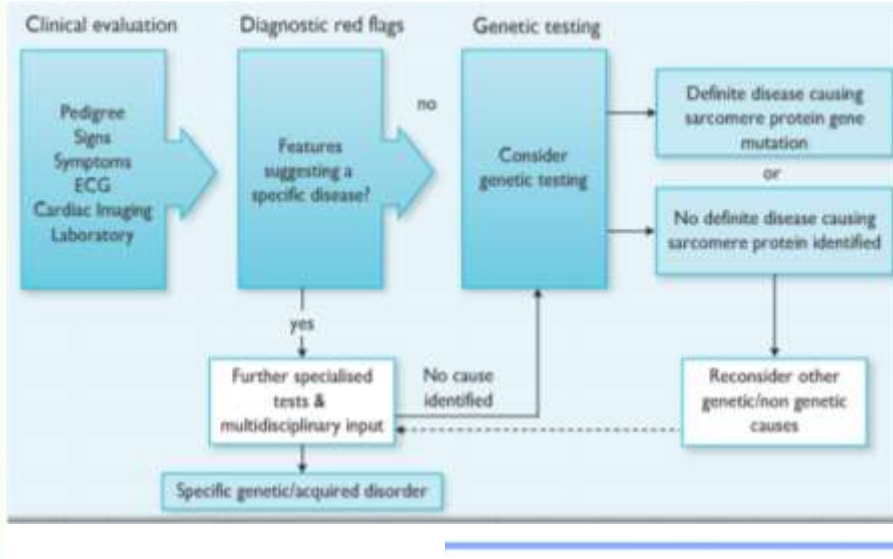 Clinical evaluation
Diagnostic red flags
Genetic testing
Pedigree
Signs
Symptoms
ECG
Cardiac Imaging
Laboratory
Features
suggesting a
specific disease?
no
Consider
genetic testing
Definite disease causing
sarcomere protein gene
mutation
or
No definite disease causing
sarcomere protein identified
yes
Further specialised
tests &
multidisciplinary input
No cause
identified
Reconsider other
genetic/non genetic
causes
Specific genetic/acquired disorder